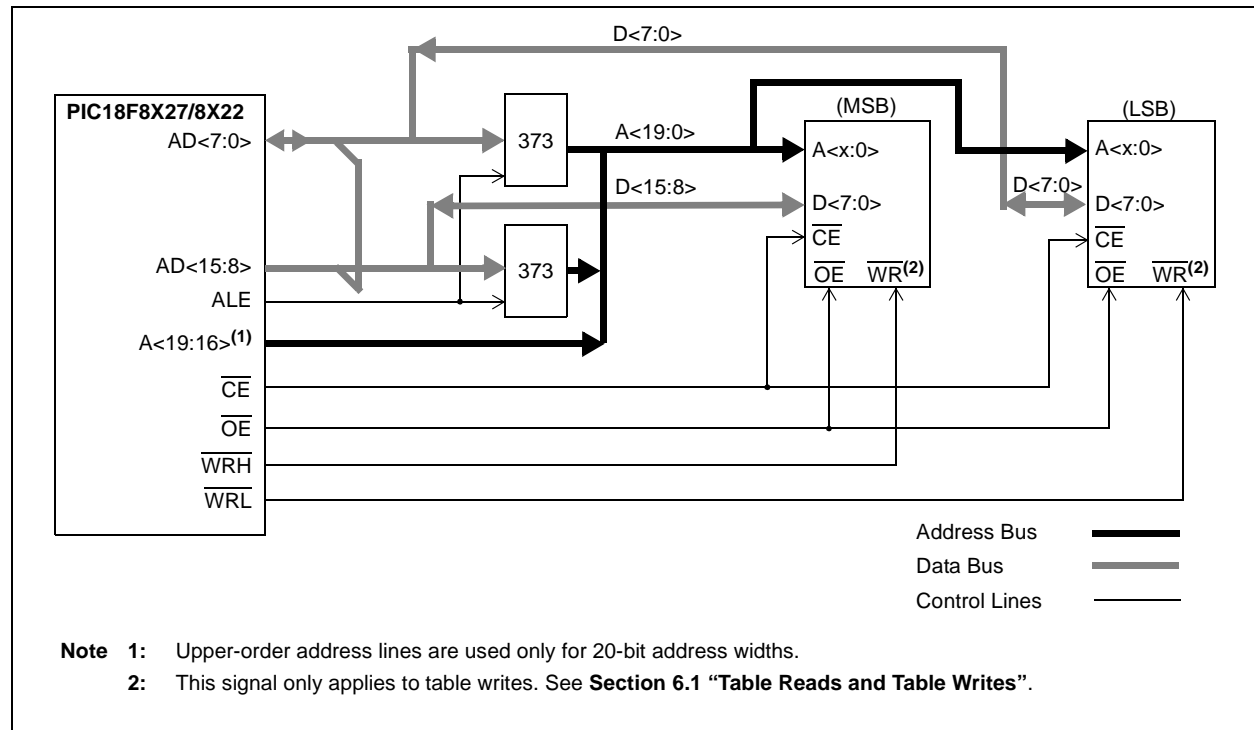 D<7:0>
PIC18F8X27/8X22
AD<7:0>
373
A<19:0>
(MSB)
A<x:0>
(LSB)
A<x:0>
D<15:8>
D<7:0>
D<7:0>
D<7:0>
CE
CE
AD<15:8>
373
OE WR(2)
OE WR(2)
ALE
A<19:16>(1)
CE
OE
WRH
WRL
Address Bus
Data Bus
Control Lines
Note 1: Upper-order address lines are used only for 20-bit address widths.
2: This signal only applies to table writes. See Section 6.1 “Table Reads and Table Writes”.